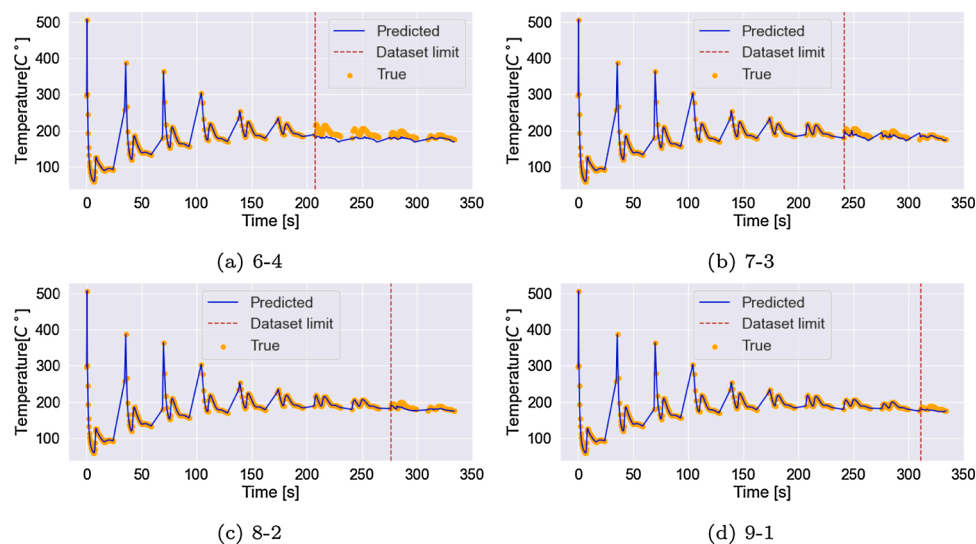 500
400
300
200
100
Temperature[C°]
Predicted
Dataset limit
True
0 50 100 150 200 250 300 350
Time [s]
(a) 6-4
500
400
300
200
100
Temperature[C°]
Predicted
Dataset limit
True
0 50 100 150 200 250 300 350
Time [s]
(b) 7-3
500
400
300
200
100
Temperature[C°]
Predicted
Dataset limit
True
0 50 100 150 200 250 300 350
Time [s]
(c) 8-2
500
400
300
200
100
Temperature[C°]
Predicted
Dataset limit
True
0 50 100 150 200 250 300 350
Time [s]
(d) 9-1